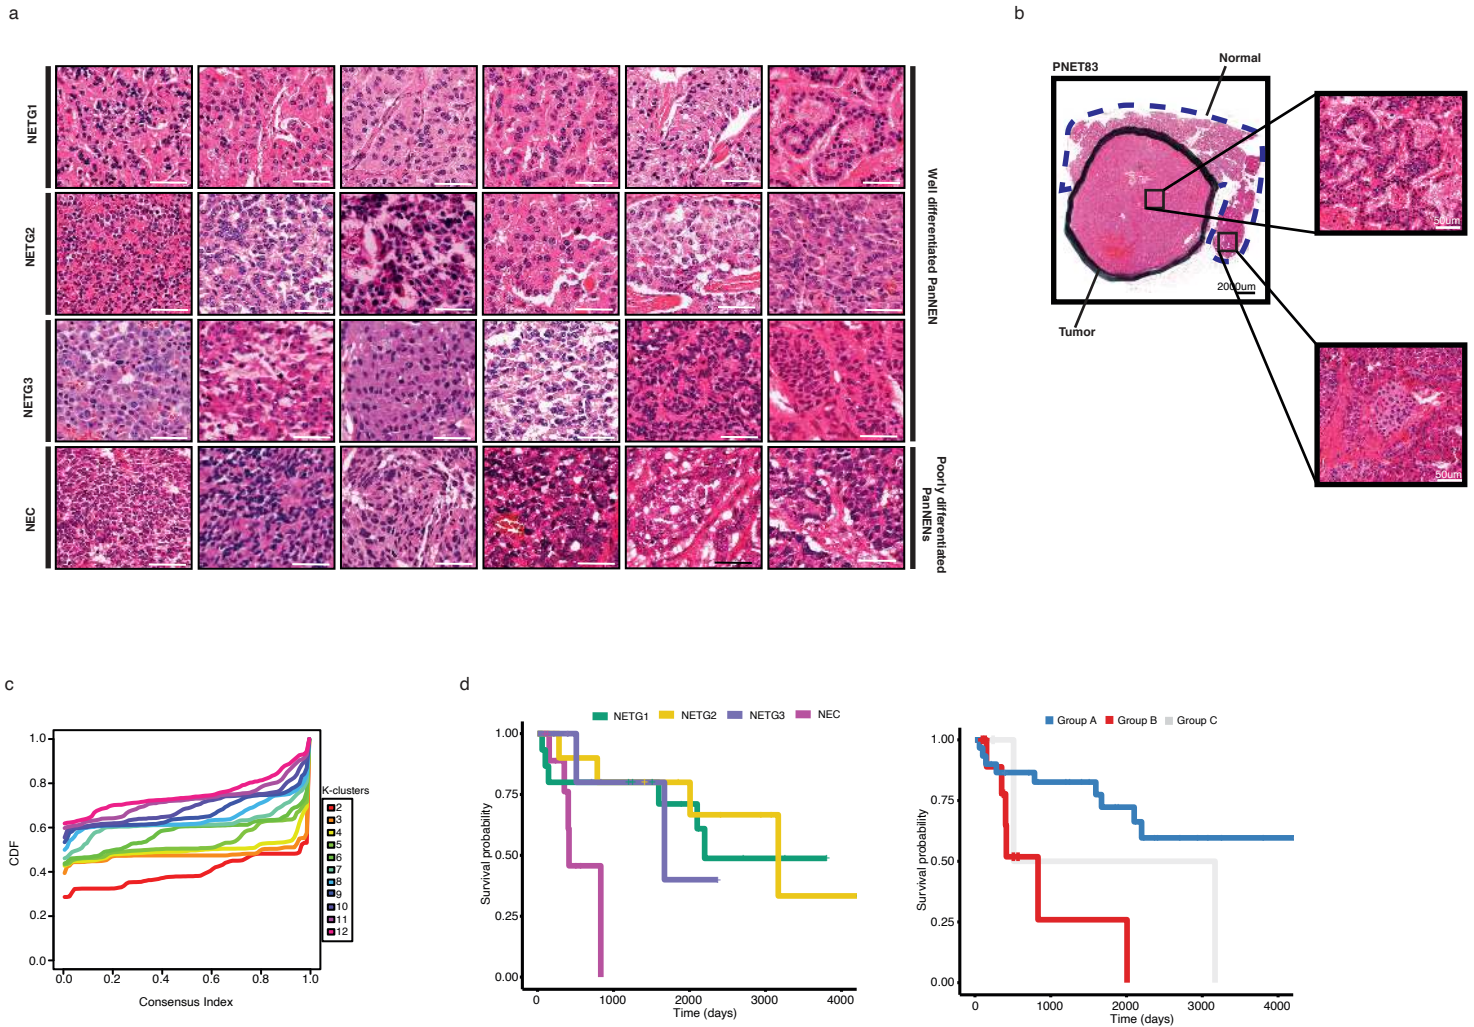 a
NETG1
NETG2
NETG3
NEC
Well differentiated PanNEN
Poorly differentiated
PanNENs
b
PNET83
Normal
Tumor
2000um
50um
50um
c
CDF
1.0
0.8
0.6
0.4
0.2
0.0
0.0 0.2 0.4 0.6 0.8 1.0
Consensus Index
K-clusters
2
3
4
5
6
7
8
9
10
11
12
d
NETG1 NETG2 NETG3 NEC
Survival probability
1.00
0.75
0.50
0.25
0.00
0 1000 2000 3000 4000
Time (days)
Group A Group B Group C
Survival probability
1.00
0.75
0.50
0.25
0.00
0 1000 2000 3000 4000
Time (days)